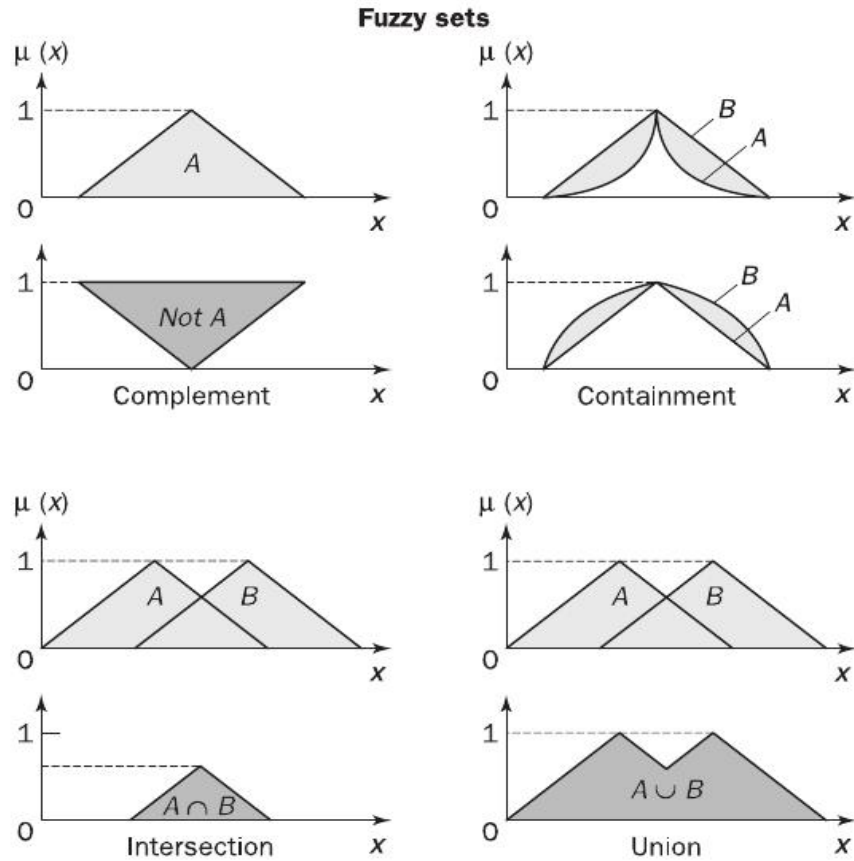 Fuzzy sets
μ (x)
1
A
0
x
1
Not A
0
x
Complement
μ (x)
1
B
A
0
x
1
B
A
0
x
Containment
μ (x)
1
A
B
0
x
1
A ∩ B
0
x
Intersection
μ (x)
1
A
B
0
x
1
A ∪ B
0
x
Union